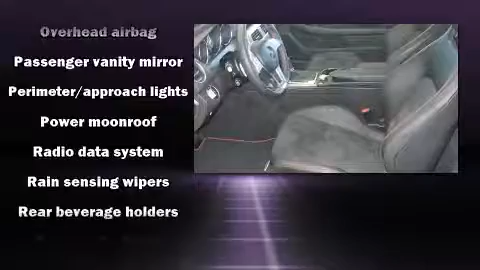 Overhead airbag
Passenger vanity mirror
Perimeter/approach lights
Power moonroof
Radio data system
Rain sensing wipers
Rear beverage holders